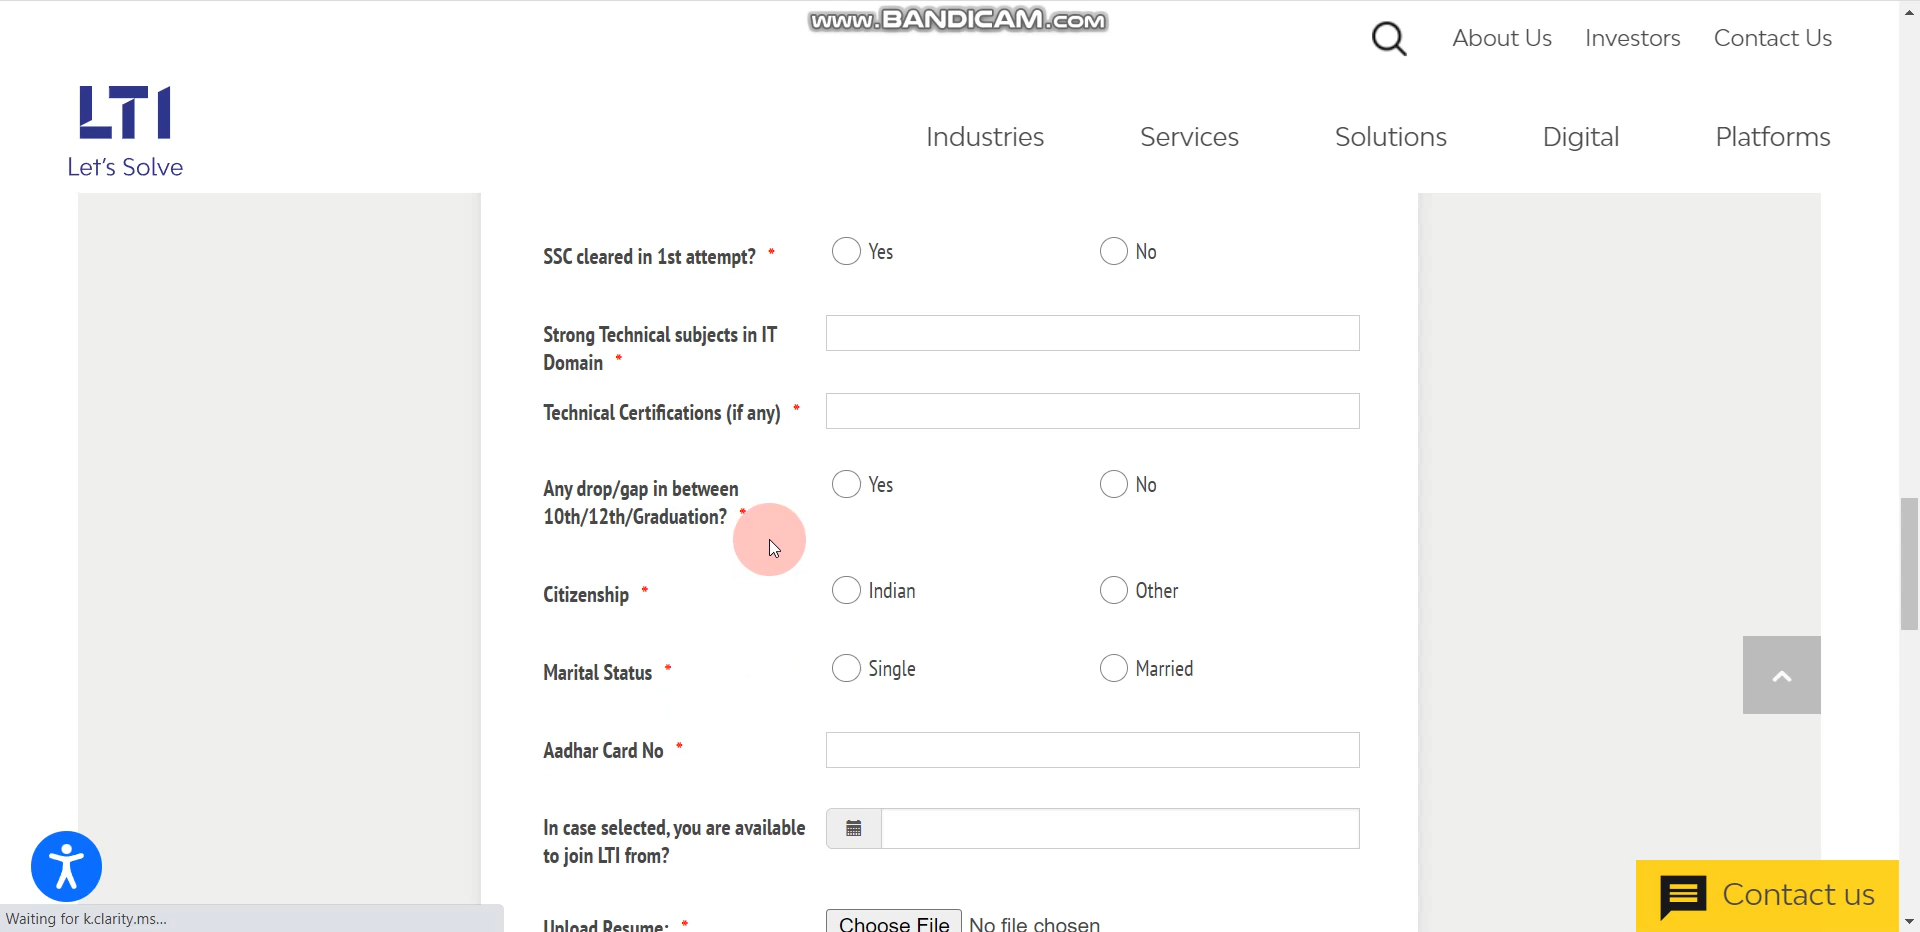 www.BANDICAM.com
About Us Investors Contact Us
LTI
Let's Solve
Industries Services Solutions Digital Platforms
SSC cleared in 1st attempt? * Yes No
Strong Technical subjects in IT
Domain *
Technical Certifications (if any) *
Any drop/gap in between Yes No
10th/12th/Graduation? *
Citizenship * Indian Other
Marital Status * Single Married
Aadhar Card No *
In case selected, you are available
to join LTI from?
Contact us
Waiting for k.clarity.ms...
Upload Resume: * Choose File No file chosen